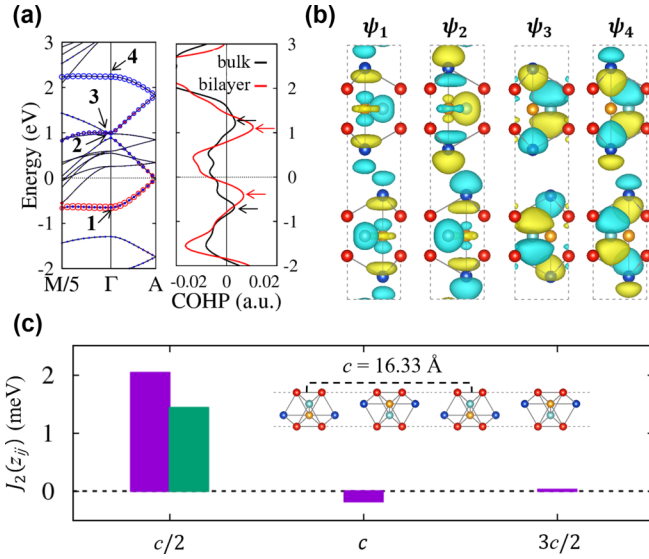 (a)
Energy (eV)
3
2
1
0
-1
-2
4
3
2
1
M̄/5
Γ
A
bulk
bilayer
3
2
1
0
-1
2
-0.02
0
0.02
COHP (a.u.)
(b)
ψ1
ψ2
ψ3
ψ4
(c)
J2(zij) (meV)
2
1
0
c = 16.33 Å
c/2
c
3c/2